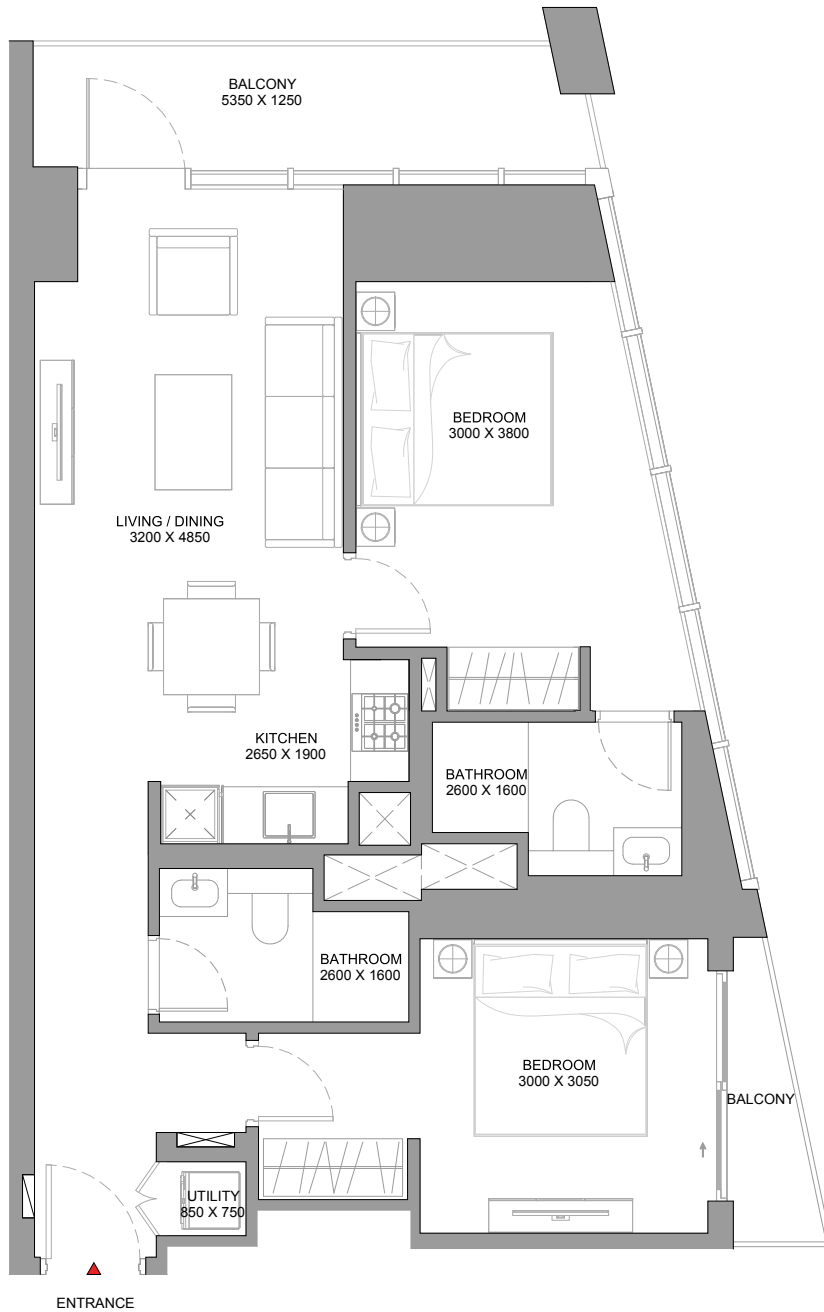 BALCONY
5350 X 1250
BEDROOM
3000 X 3800
LIVING / DINING
3200 X 4850
KITCHEN
2650 X 1900
BATHROOM
2600 X 1600
BATHROOM
2600 X 1600
BEDROOM
3000 X 3050
BALCONY
UTILITY
850 X 750
ENTRANCE